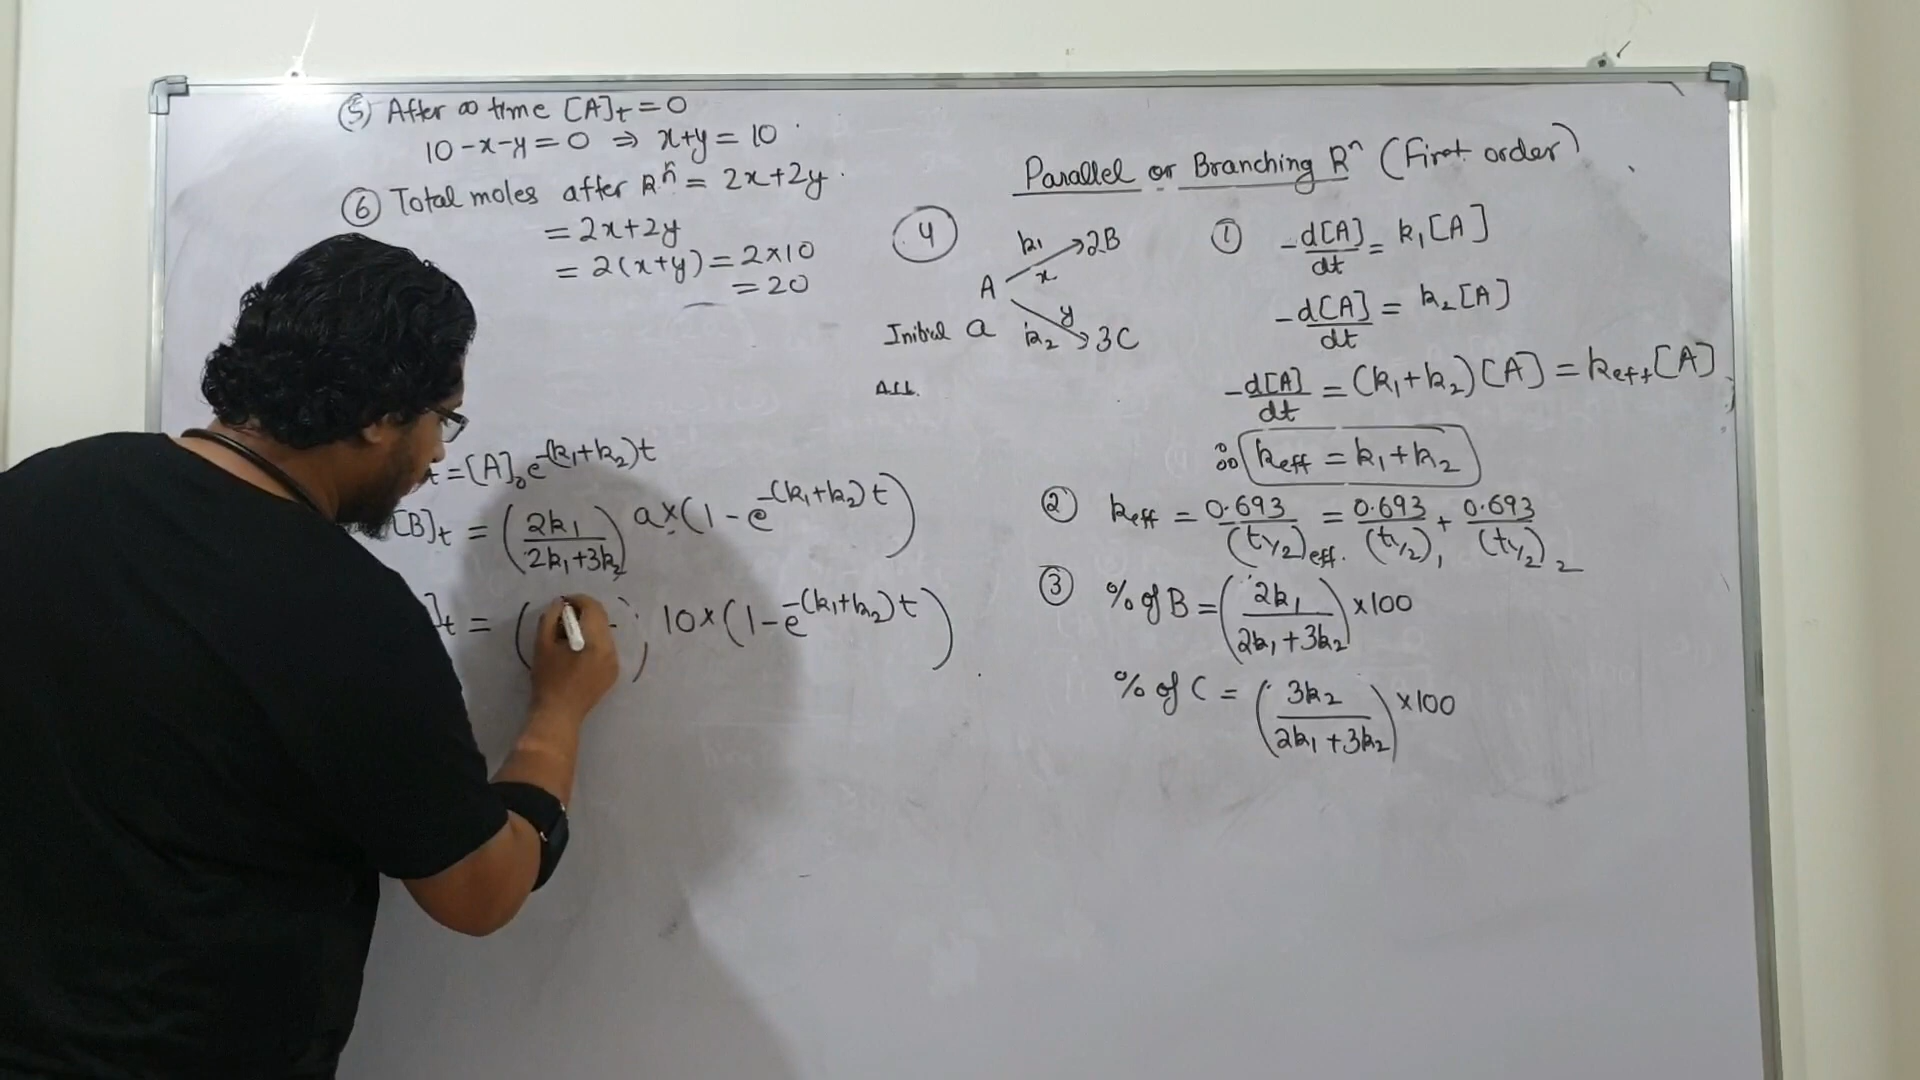 (5) After ∞ time [A]t = 0
10 - x - y = 0 ⇒ x+y = 10
(6) Total moles after Rⁿ = 2x+2y
= 2x+2y
= 2(x+y) = 2×10
= 20
t = [A]₀e^-(k₁+k₂)t
[B]t = (2k₁/(2k₁+3k₂)) a×(1-e^-(k₁+k₂)t)
]t = ( ) 10×(1-e^-(k₁+k₂)t)
Parallel or Branching Rⁿ (First order)
(4)
k₁ 2B
x
A
y
Initial a k₂ 3C
(1) -d[A]/dt = k₁[A]
-d[A]/dt = k₂[A]
-d[A]/dt = (k₁+k₂)[A] = keff[A]
keff = k₁+k₂
(2) keff = 0.693/(t1/2)eff. = 0.693/(t1/2)₁ + 0.693/(t1/2)₂
(3) % of B = (2k₁/(2k₁+3k₂)) ×100
% of C = (3k₂/(2k₁+3k₂)) ×100